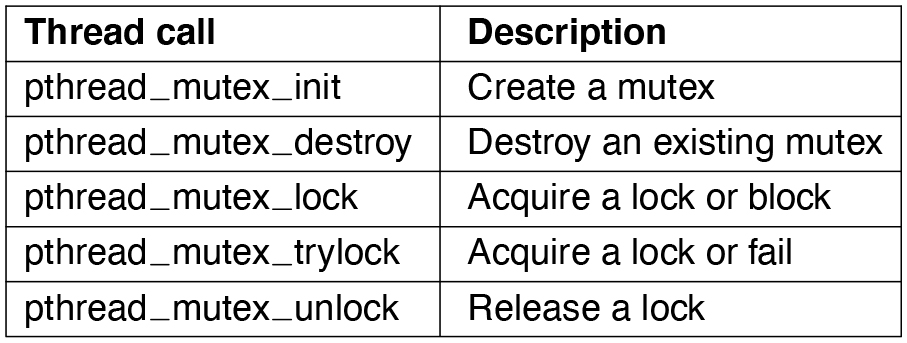 Thread call Description
pthread_mutex_init Create a mutex
pthread_mutex_destroy Destroy an existing mutex
pthread_mutex_lock Acquire a lock or block
pthread_mutex_trylock Acquire a lock or fail
pthread_mutex_unlock Release a lock